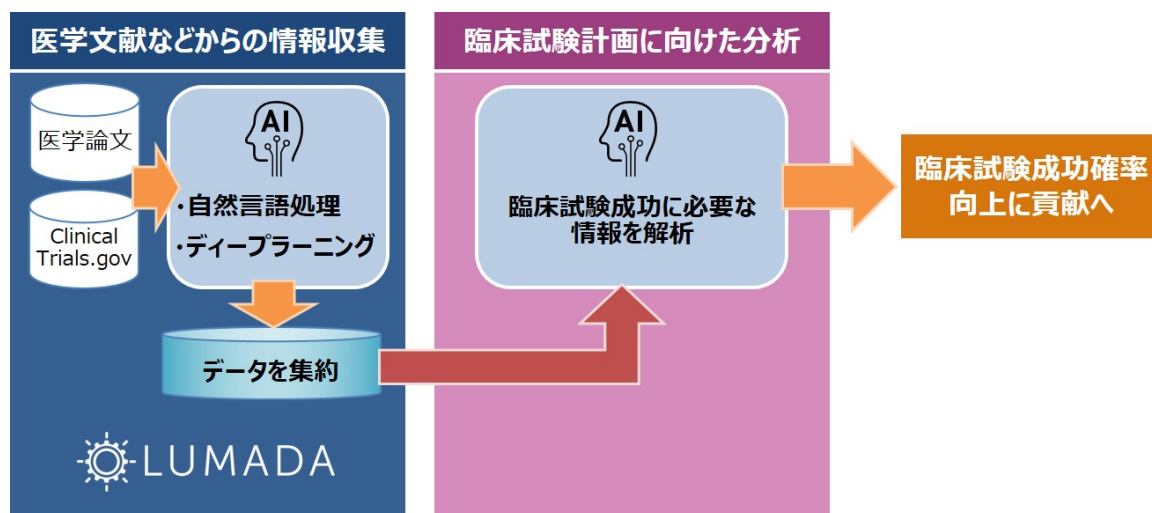 医学文献などからの情報収集
医学論文
Clinical
Trials.gov
AI
・自然言語処理
・ディープラーニング
データを集約
LUMADA
臨床試験計画に向けた分析
AI
臨床試験成功に必要な
情報を解析
臨床試験成功確率
向上に貢献へ